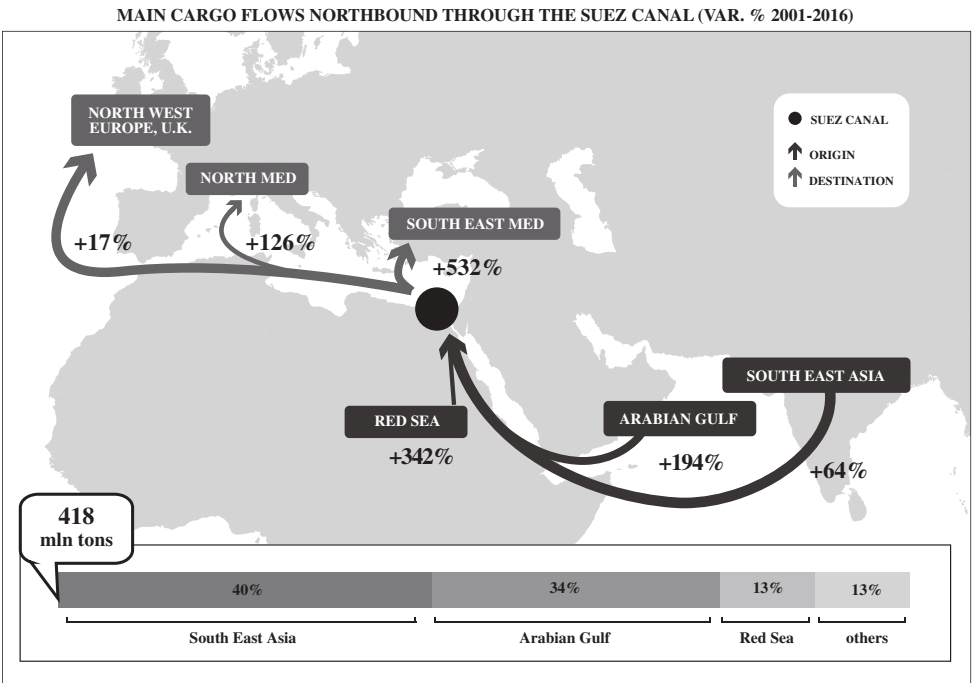 MAIN CARGO FLOWS NORTHBOUND THROUGH THE SUEZ CANAL (VAR. % 2001-2016)
NORTH WEST
EUROPE, U.K.
SUEZ CANAL
ORIGIN
DESTINATION
NORTH MED
SOUTH EAST MED
+17%
+126%
+532%
SOUTH EAST ASIA
RED SEA
ARABIAN GULF
+342%
+194%
+64%
418
mln tons
40%
34%
13%
13%
South East Asia
Arabian Gulf
Red Sea
others